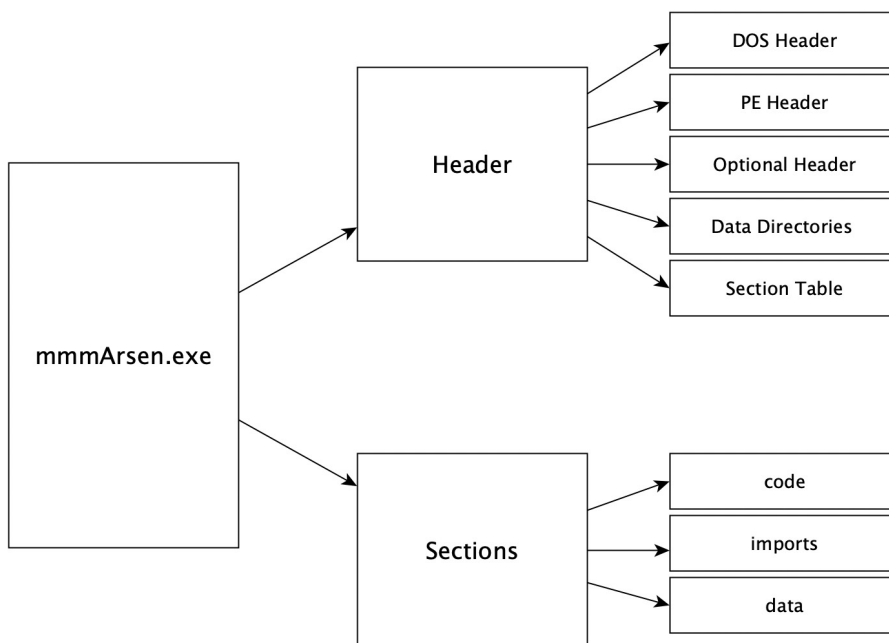 mmmArsen.exe
Header
DOS Header
PE Header
Optional Header
Data Directories
Section Table
Sections
code
imports
data